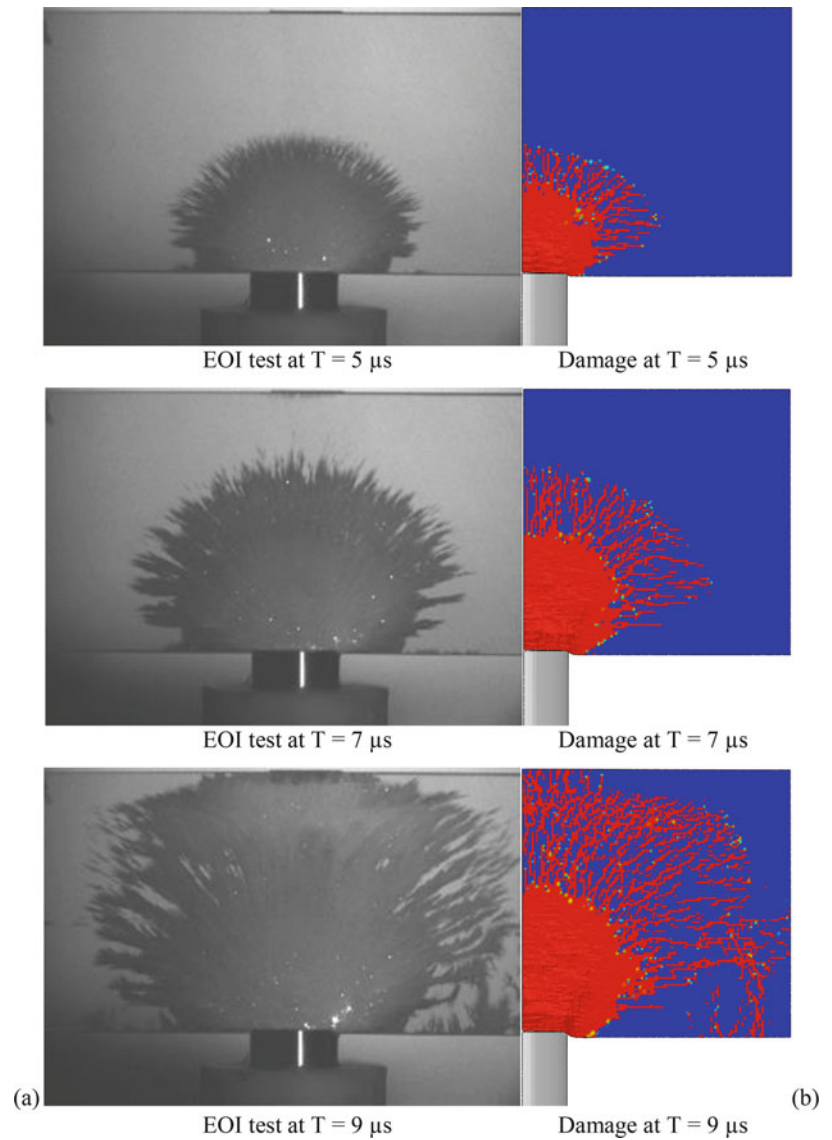 EOI test at T = 5 µs Damage at T = 5 µs
EOI test at T = 7 µs Damage at T = 7 µs
(a) (b)
EOI test at T = 9 µs Damage at T = 9 µs